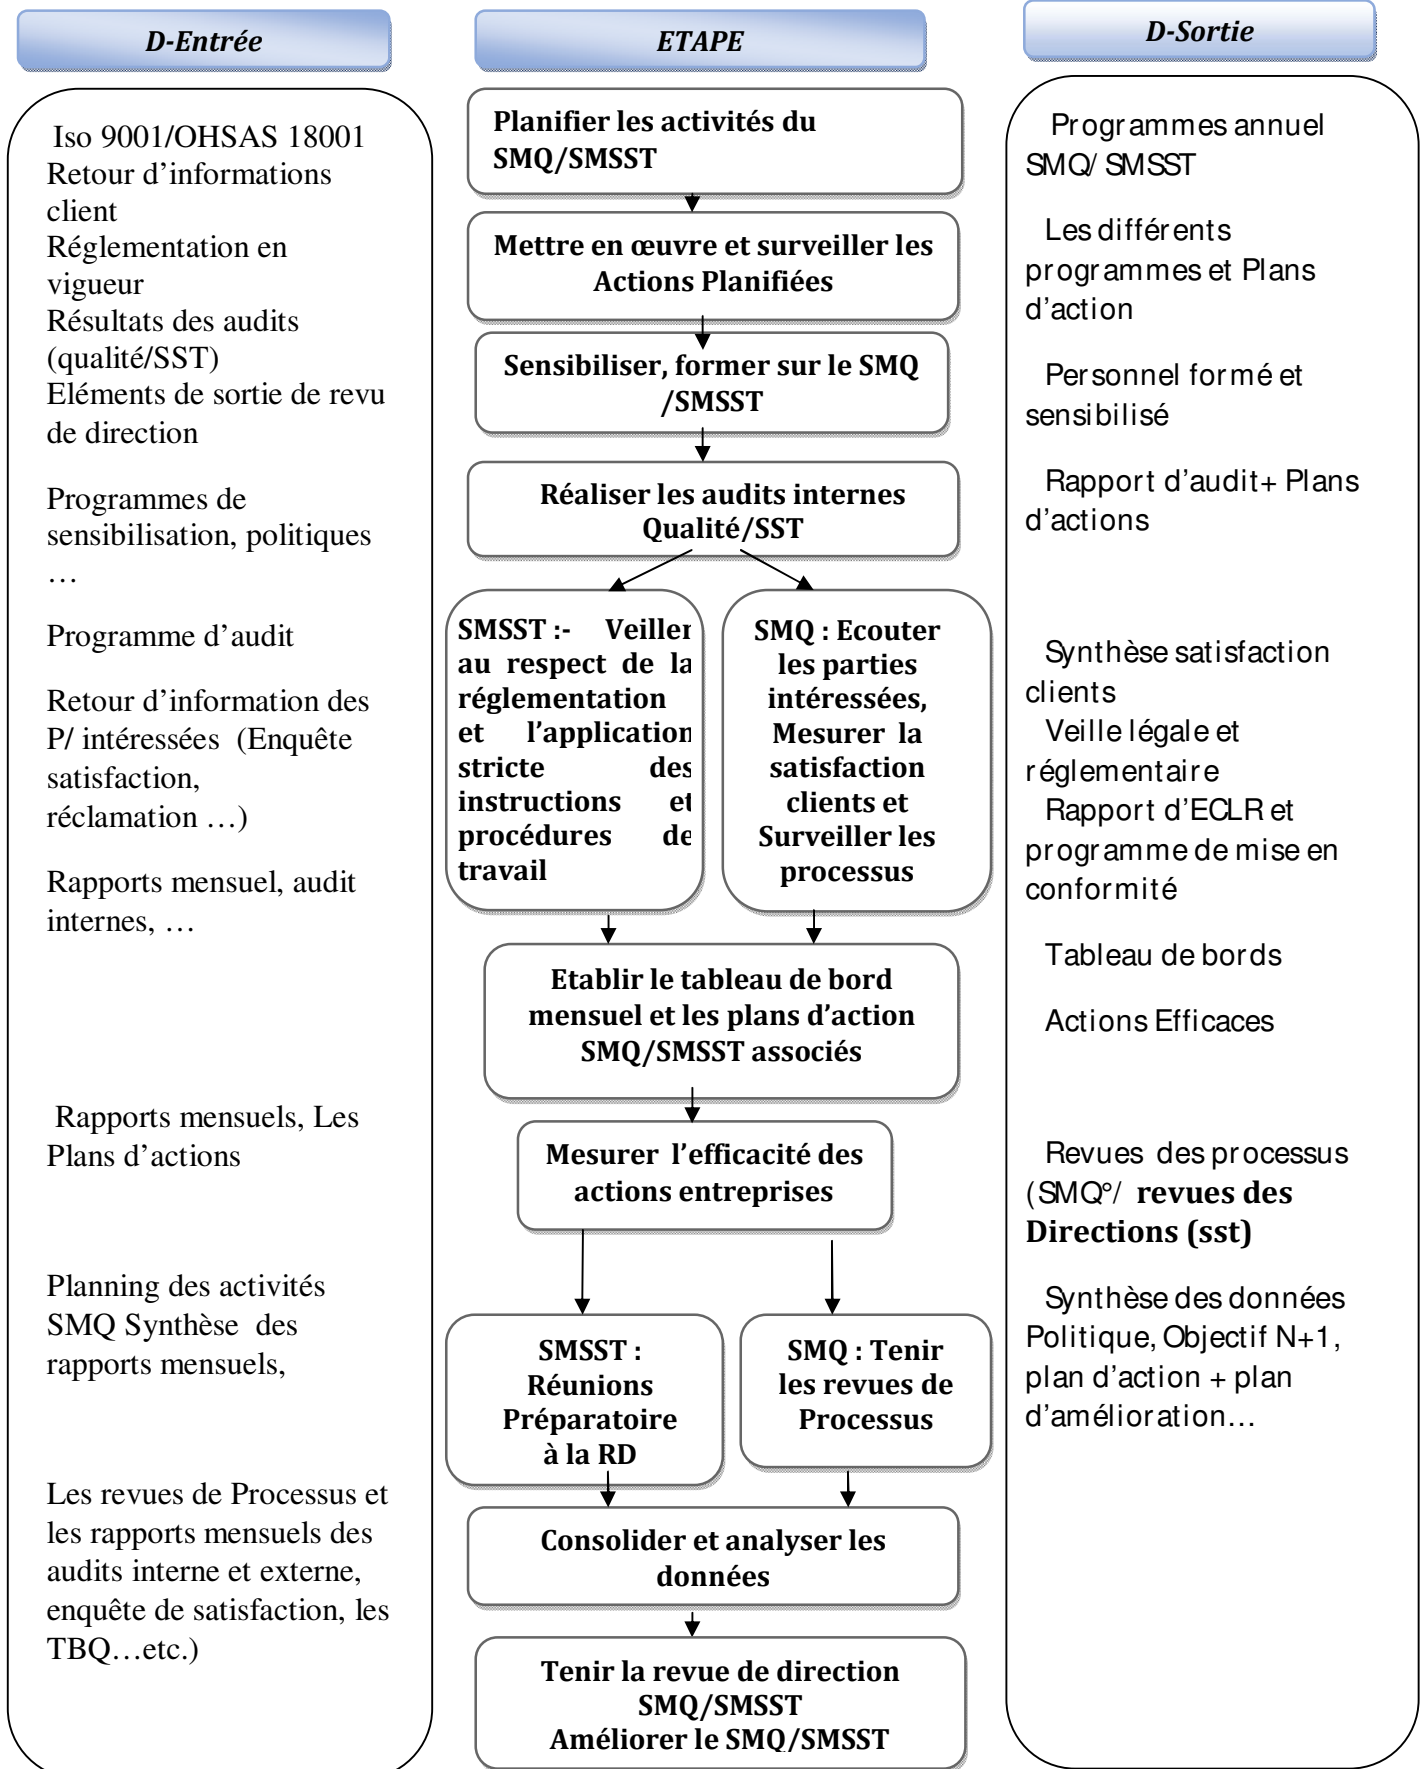 D-Entrée
ETAPE
D-Sortie
Iso 9001/OHSAS 18001
Retour d’informations
client
Réglementation en
vigueur
Résultats des audits
(qualité/SST)
Eléments de sortie de revu
de direction
Programmes de
sensibilisation, politiques
…
Programme d’audit
Retour d’information des
P/ intéressées (Enquête
satisfaction,
réclamation …)
Rapports mensuel, audit
internes, …
Rapports mensuels, Les
Plans d’actions
Planning des activités
SMQ Synthèse des
rapports mensuels,
Les revues de Processus et
les rapports mensuels des
audits interne et externe,
enquête de satisfaction, les
TBQ…etc.)
Planifier les activités du
SMQ/SMSST
Mettre en œuvre et surveiller les
Actions Planifiées
Sensibiliser, former sur le SMQ
/SMSST
Réaliser les audits internes
Qualité/SST
SMSST :- Veiller
au respect de la
réglementation
et l’application
stricte des
instructions et
procédures de
travail
SMQ : Ecouter
les parties
intéressées,
Mesurer la
satisfaction
clients et
Surveiller les
processus
Etablir le tableau de bord
mensuel et les plans d’action
SMQ/SMSST associés
Mesurer l’efficacité des
actions entreprises
SMSST :
Réunions
Préparatoire
à la RD
SMQ : Tenir
les revues de
Processus
Consolider et analyser les
données
Tenir la revue de direction
SMQ/SMSST
Améliorer le SMQ/SMSST
Programmes annuel
SMQ/ SMSST
Les différents
programmes et Plans
d’action
Personnel formé et
sensibilisé
Rapport d’audit+ Plans
d’actions
Synthèse satisfaction
clients
Veille légale et
réglementaire
Rapport d’ECLR et
programme de mise en
conformité
Tableau de bords
Actions Efficaces
Revues des processus
(SMQ°/ revues des
Directions (sst)
Synthèse des données
Politique, Objectif N+1,
plan d’action + plan
d’amélioration…